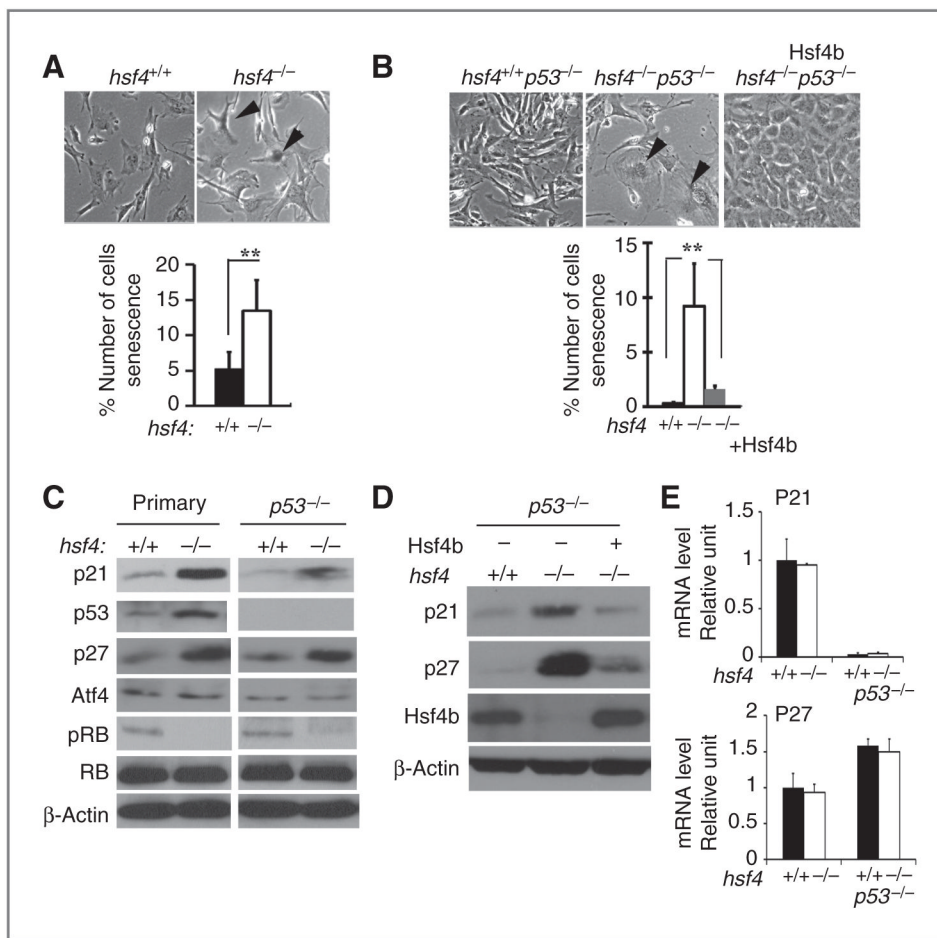 A
hsf4+/+
hsf4–/–
% Number of cells
senescence
20
15
10
5
0
**
hsf4:
+/+
–/–
B
hsf4+/+p53–/–
hsf4–/–p53–/–
Hsf4b
hsf4–/–p53–/–
% Number of cells
senescence
15
10
5
0
**
hsf4
+/+
–/–
–/–
+Hsf4b
C
Primary
p53–/–
hsf4:
+/+
–/–
+/+
–/–
p21
p53
p27
Atf4
pRB
RB
β-Actin
D
p53–/–
Hsf4b
–
–
+
hsf4
+/+
–/–
–/–
p21
p27
Hsf4b
β-Actin
E
P21
mRNA level
Relative unit
1.5
1
0.5
0
hsf4
+/+
–/–
+/+
–/–
p53–/–
P27
mRNA level
Relative unit
2
1.5
1
0.5
0
hsf4
+/+
–/–
+/+
–/–
p53–/–